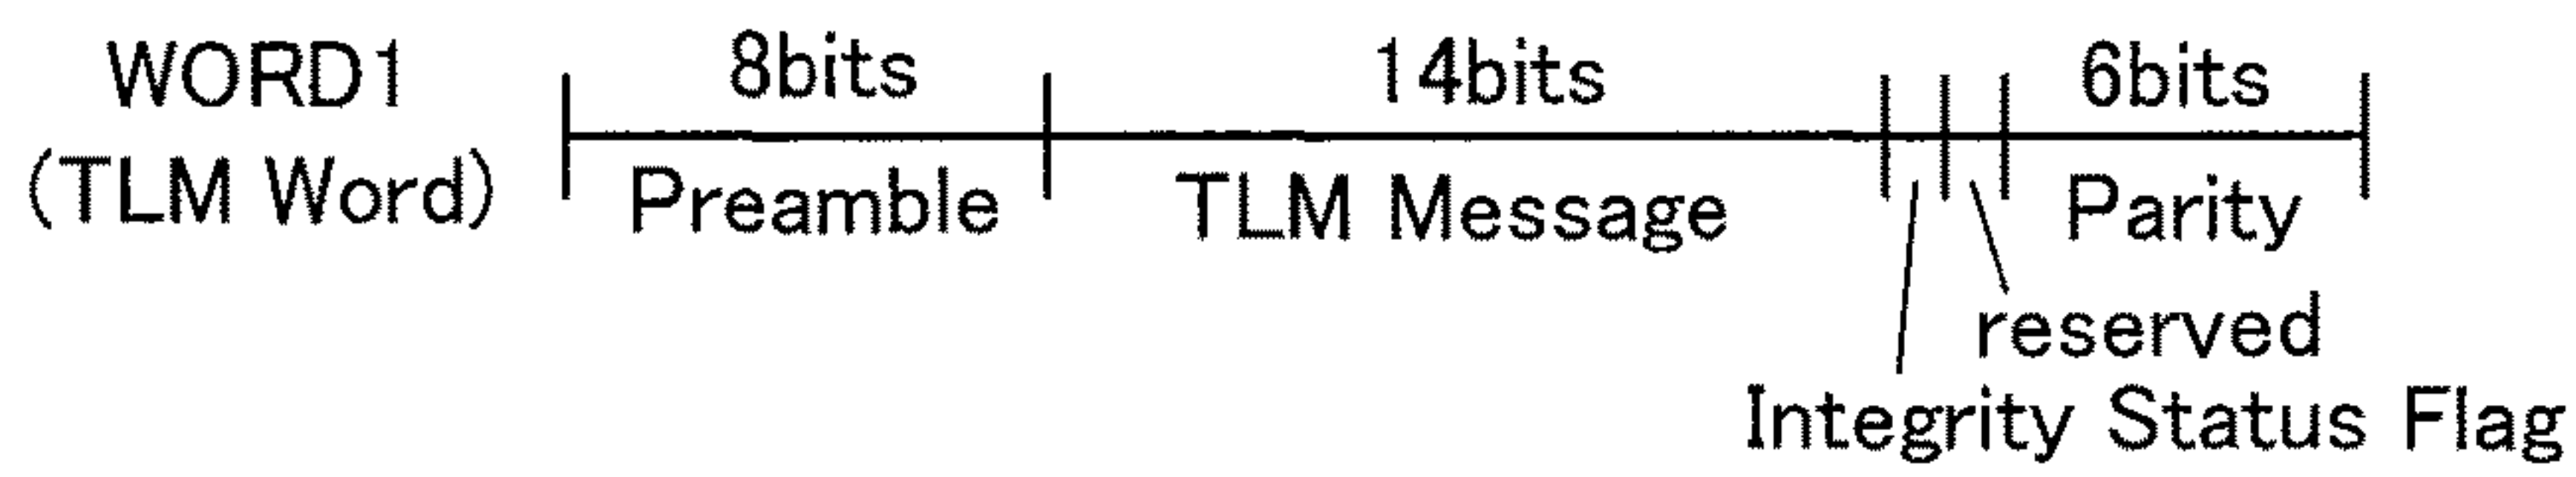 WORD1
(TLM Word)
8bits
14bits
6bits
Preamble
TLM Message
Parity
reserved
Integrity Status Flag